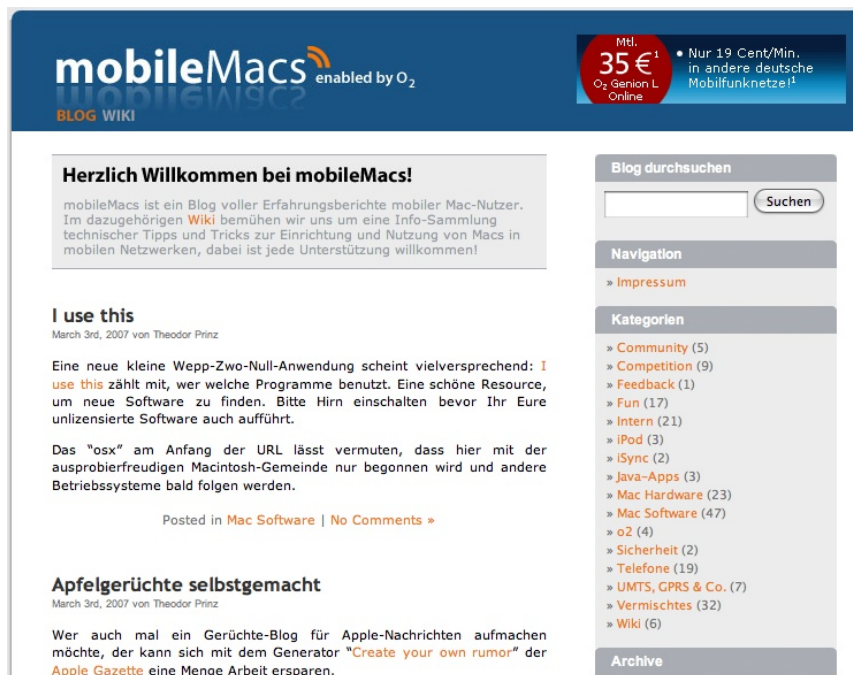 mobileMacs enabled by O2
BLOG WIKI
Mtl.
35 €1
O2 Genion L
Online
• Nur 19 Cent/Min.
in andere deutsche
Mobilfunknetze!1
Herzlich Willkommen bei mobileMacs!
mobileMacs ist ein Blog voller Erfahrungsberichte mobiler Mac-Nutzer.
Im dazugehörigen Wiki bemühen wir uns um eine Info-Sammlung
technischer Tipps und Tricks zur Einrichtung und Nutzung von Macs in
mobilen Netzwerken, dabei ist jede Unterstützung willkommen!
I use this
March 3rd, 2007 von Theodor Prinz
Eine neue kleine Wepp-Zwo-Null-Anwendung scheint vielversprechend: I
use this zählt mit, wer welche Programme benutzt. Eine schöne Resource,
um neue Software zu finden. Bitte Hirn einschalten bevor Ihr Eure
unlizensierte Software auch aufführt.
Das "osx" am Anfang der URL lässt vermuten, dass hier mit der
ausprobierfreudigen Macintosh-Gemeinde nur begonnen wird und andere
Betriebssysteme bald folgen werden.
Posted in Mac Software | No Comments »
Apfelgerüchte selbstgemacht
March 3rd, 2007 von Theodor Prinz
Wer auch mal ein Gerüchte-Blog für Apple-Nachrichten aufmachen
möchte, der kann sich mit dem Generator "Create your own rumor" der
Apple Gazette eine Menge Arbeit ersparen.
Blog durchsuchen
Suchen
Navigation
» Impressum
Kategorien
» Community (5)
» Competition (9)
» Feedback (1)
» Fun (17)
» Intern (21)
» iPod (3)
» iSync (2)
» Java-Apps (3)
» Mac Hardware (23)
» Mac Software (47)
» o2 (4)
» Sicherheit (2)
» Telefone (19)
» UMTS, GPRS & Co. (7)
» Vermischtes (32)
» Wiki (6)
Archive